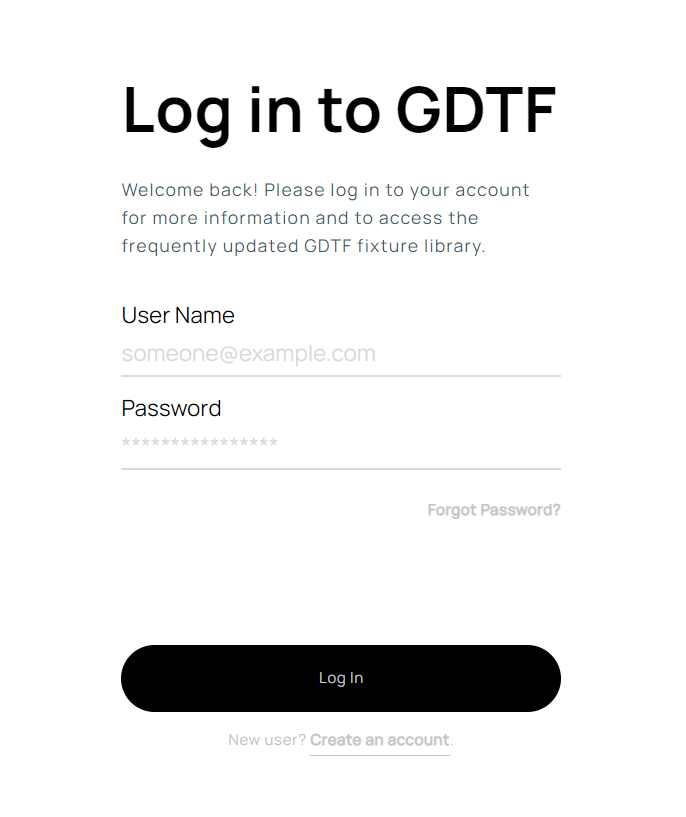 Log in to GDTF
Welcome back! Please log in to your account
for more information and to access the
frequently updated GDTF fixture library.
User Name
someone@example.com
Password
****************
Forgot Password?
Log In
New user? Create an account.